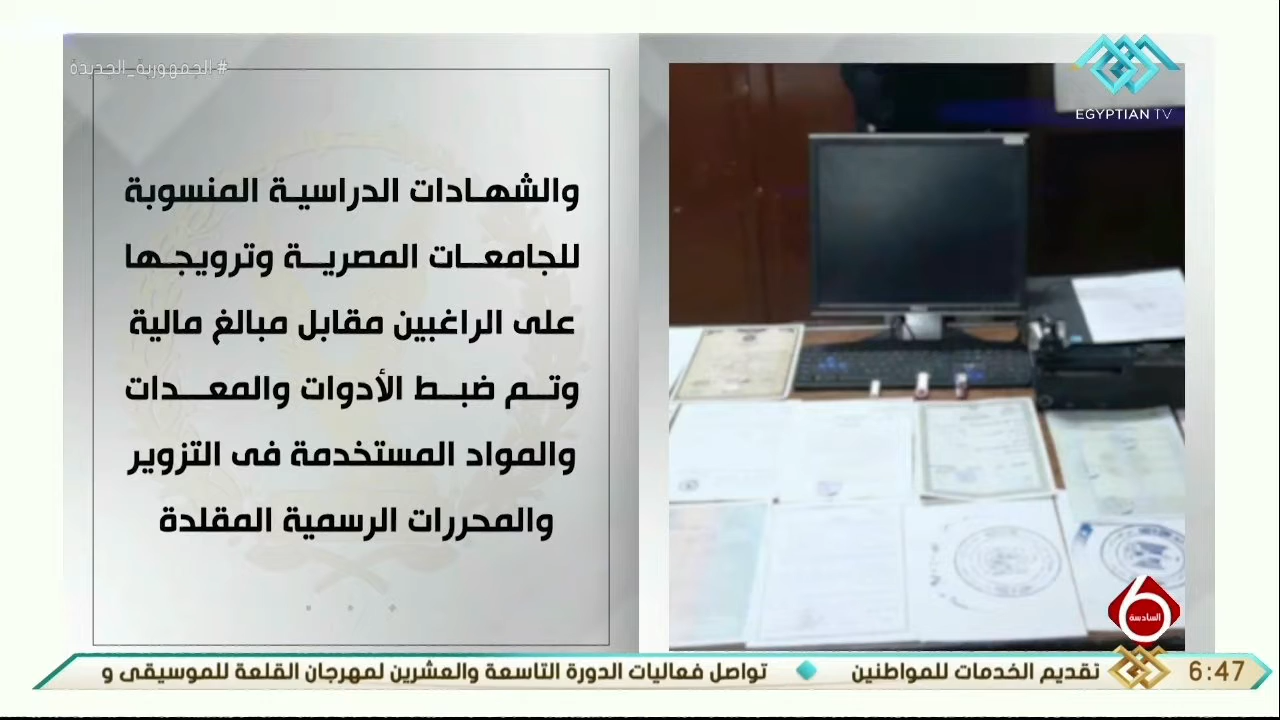 #الجمهورية_الجديدة
EGYPTIAN TV
والشهادات الدراسية المنسوبة
للجامعات المصرية وترويجها
على الراغبين مقابل مبالغ مالية
وتم ضبط الأدوات والمعدات
والمواد المستخدمة فى التزوير
والمحررات الرسمية المقلدة
6
السادسة
6:47
تقديم الخدمات للمواطنين
تواصل فعاليات الدورة التاسعة والعشرين لمهرجان القلعة للموسيقى و